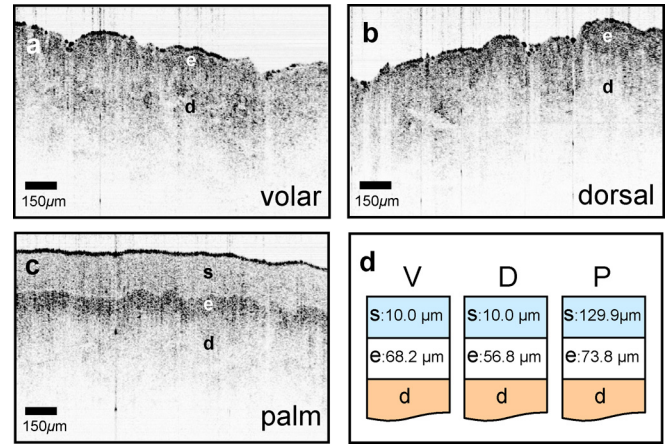 a
e
d
150µm
volar
b
e
d
150µm
dorsal
c
s
e
d
150µm
palm
d
V D P
s:10.0 µm s:10.0 µm s:129.9µm
e:68.2 µm e:56.8 µm e:73.8 µm
d d d